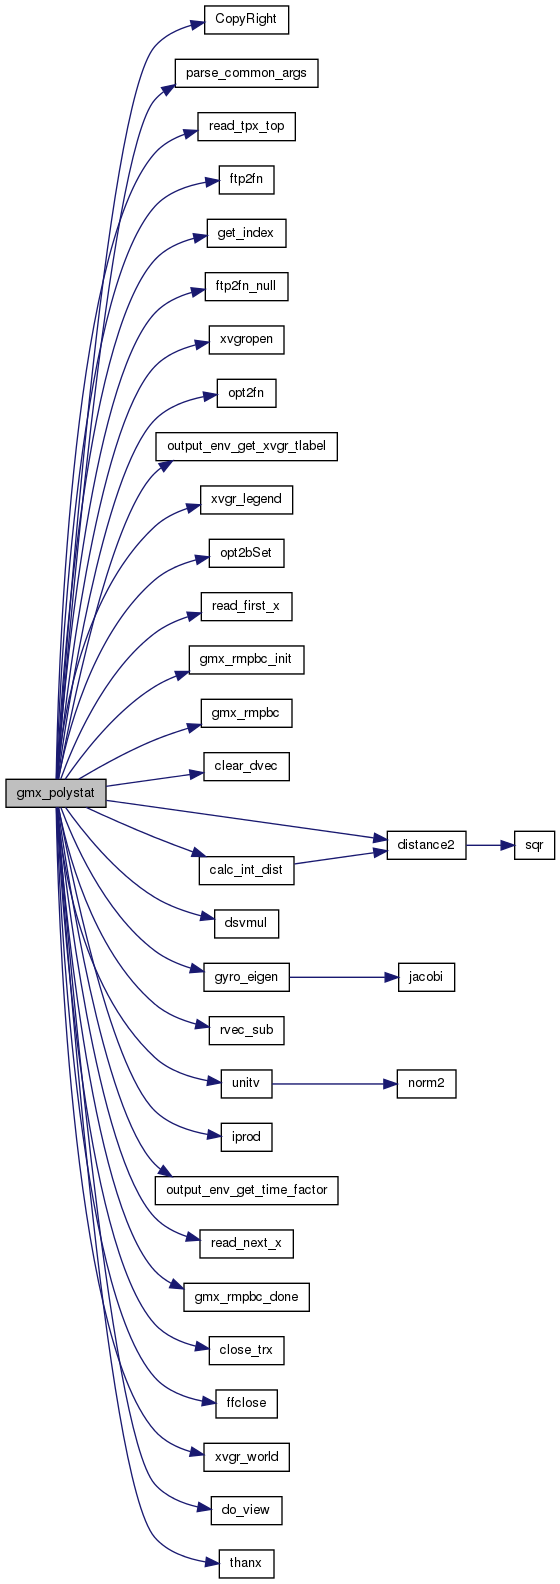 CopyRight
parse_common_args
read_tpx_top
ftp2fn
get_index
ftp2fn_null
xvgropen
opt2fn
output_env_get_xvgr_tlabel
xvgr_legend
opt2bSet
read_first_x
gmx_rmpbc_init
gmx_rmpbc
clear_dvec
gmx_polystat
distance2
sqr
calc_int_dist
dsvmul
gyro_eigen
jacobi
rvec_sub
unitv
norm2
iprod
output_env_get_time_factor
read_next_x
gmx_rmpbc_done
close_trx
ffclose
xvgr_world
do_view
thanx